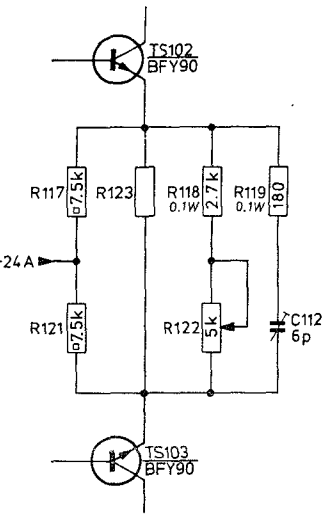 TS102
BFY90
R117
7.5k
R123
R118
0.1W
2.7k
R119
0.1W
180
-24A
R121
7.5k
R122
5k
C112
6p
TS103
BFY90